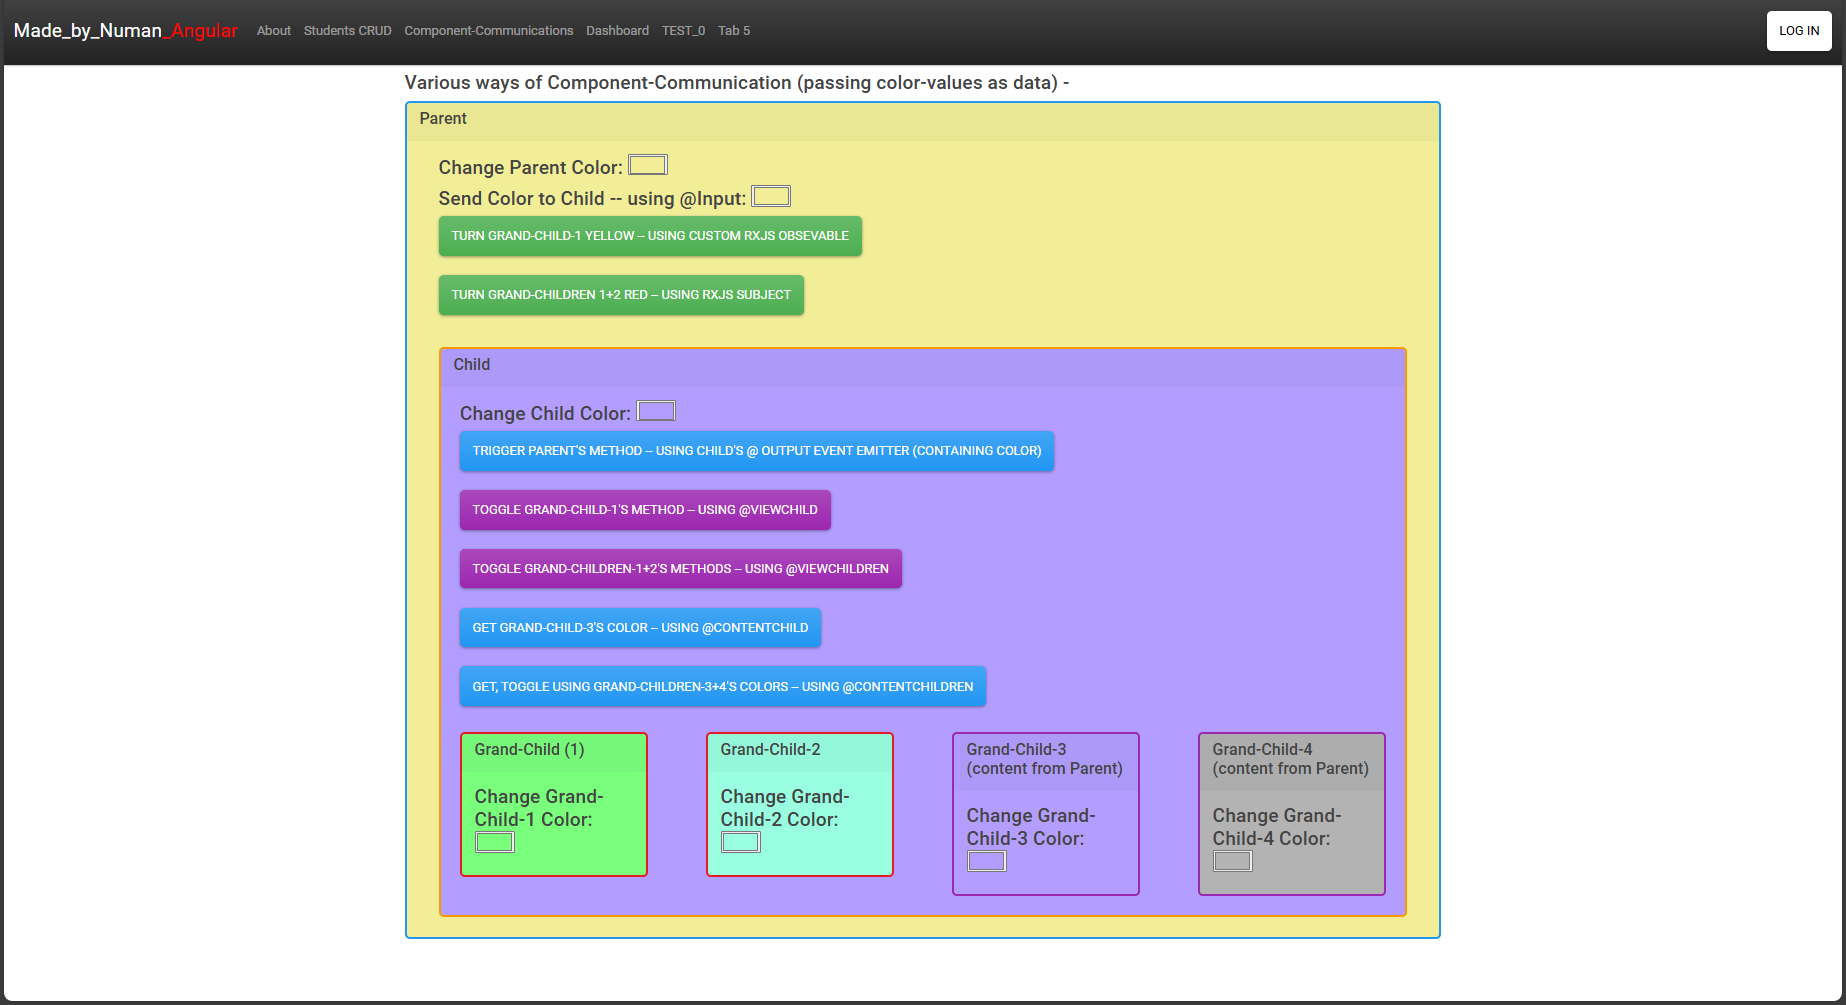 Made_by_Numan_Angular About Students CRUD Component-Communications Dashboard TEST_0 Tab 5 LOG IN
Various ways of Component-Communication (passing color-values as data) -
Parent
Change Parent Color:
Send Color to Child -- using @Input:
TURN GRAND-CHILD-1 YELLOW -- USING CUSTOM RXJS OBSEVABLE
TURN GRAND-CHILDREN 1+2 RED -- USING RXJS SUBJECT
Child
Change Child Color:
TRIGGER PARENT'S METHOD -- USING CHILD'S @ OUTPUT EVENT EMITTER (CONTAINING COLOR)
TOGGLE GRAND-CHILD-1'S METHOD -- USING @VIEWCHILD
TOGGLE GRAND-CHILDREN-1+2'S METHODS -- USING @VIEWCHILDREN
GET GRAND-CHILD-3'S COLOR -- USING @CONTENTCHILD
GET, TOGGLE USING GRAND-CHILDREN-3+4'S COLORS -- USING @CONTENTCHILDREN
Grand-Child (1)
Change Grand-
Child-1 Color:
Grand-Child-2
Change Grand-
Child-2 Color:
Grand-Child-3
(content from Parent)
Change Grand-
Child-3 Color:
Grand-Child-4
(content from Parent)
Change Grand-
Child-4 Color: